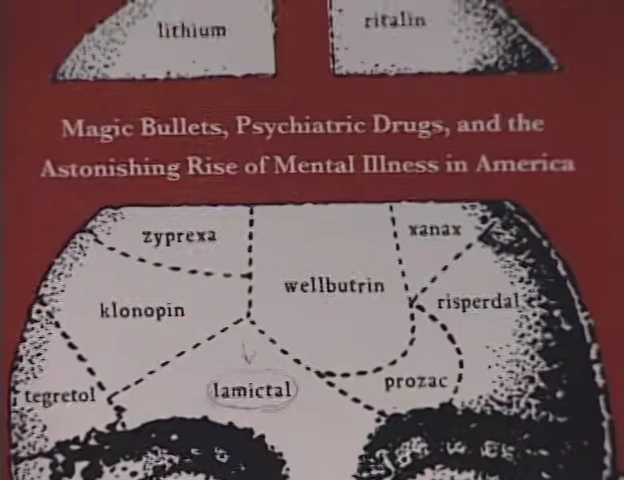 lithium
ritalin
Magic Bullets, Psychiatric Drugs, and the
Astonishing Rise of Mental Illness in America
zyprexa
xanax
wellbutrin
klonopin
risperdal
tegretol
lamictal
prozac